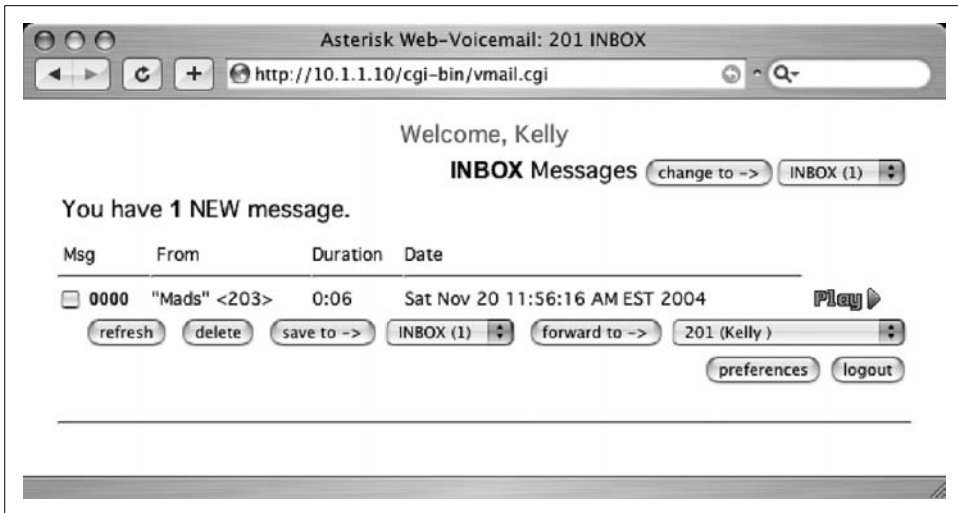 Asterisk Web-Voicemail: 201 INBOX
http://10.1.1.10/cgi-bin/vmail.cgi
Welcome, Kelly
INBOX Messages change to -> INBOX (1)
You have 1 NEW message.
Msg From Duration Date
0000 "Mads" <203> 0:06 Sat Nov 20 11:56:16 AM EST 2004 Play
refresh delete save to -> INBOX (1) forward to -> 201 (Kelly )
preferences logout